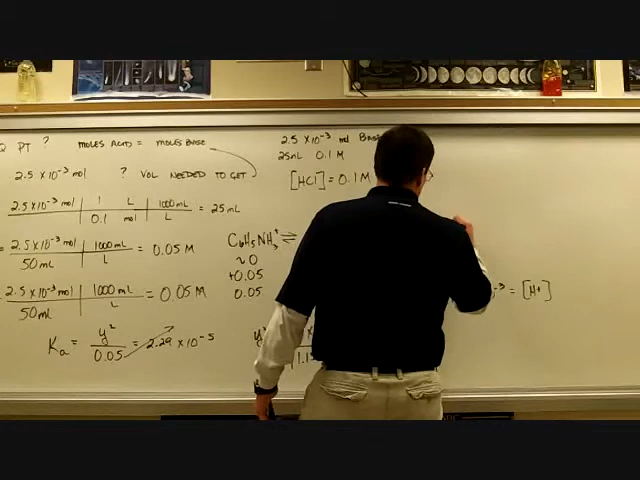 Q PT ? MOLES ACID = MOLES BASE
2.5 x 10⁻³ mol ? VOL NEEDED TO GET
2.5 x 10⁻³ mol | 1 L | 1000 mL = 25 mL
0.1 mol | L
2.5 x 10⁻³ mol | 1000 mL = 0.05 M
50 mL | L
2.5 x 10⁻³ mol | 1000 mL = 0.05 M
50 mL | L
Ka = y² / 0.05 = 2.29 x 10⁻⁵
2.5 x 10⁻³ mol Bas
25 mL 0.1 M
[HCl] = 0.1 M
C₆H₅NH₃⁺ ⇌
~0
+0.05
0.05
⁻³ = [H⁺]